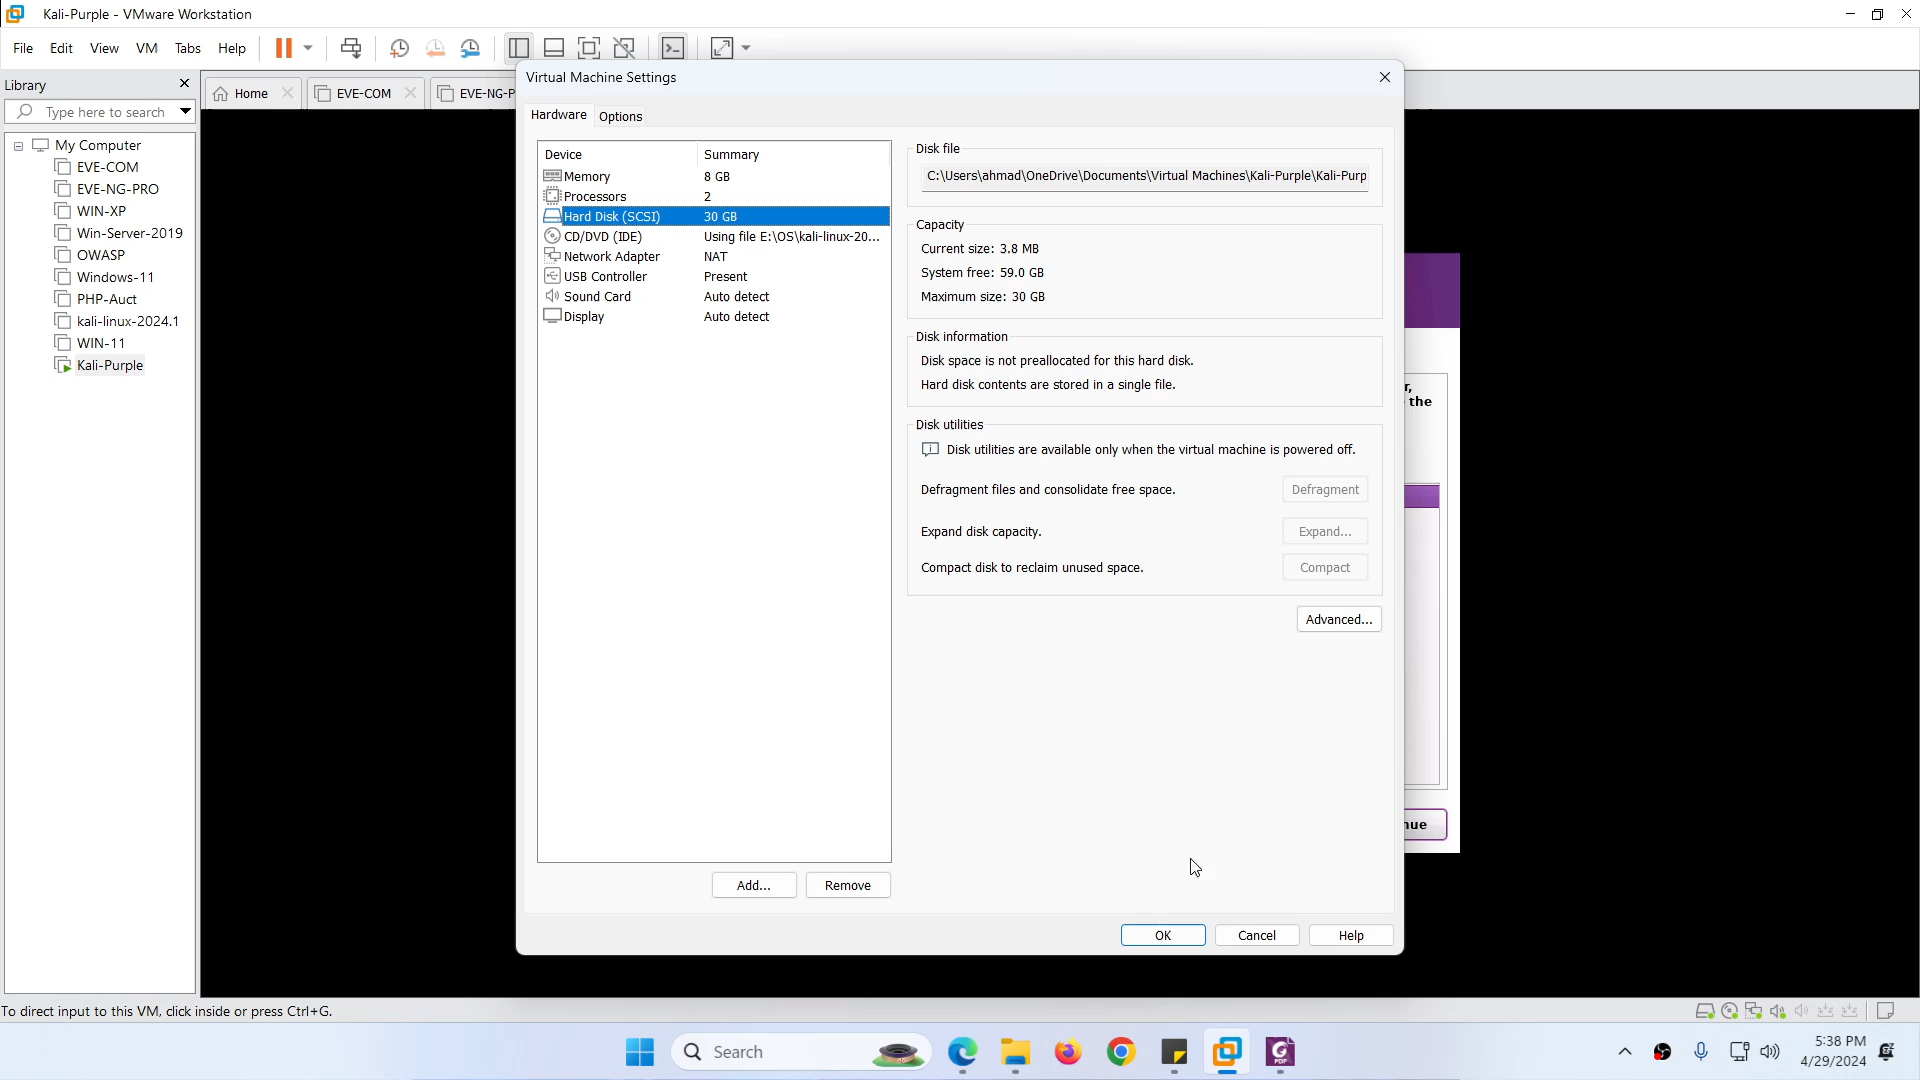 Kali-Purple - VMware Workstation
File Edit View VM Tabs Help
Library
Type here to search
My Computer
EVE-COM
EVE-NG-PRO
WIN-XP
Win-Server-2019
OWASP
Windows-11
PHP-Auct
kali-linux-2024.1
WIN-11
Kali-Purple
Home
EVE-COM
EVE-NG-P
Virtual Machine Settings
Hardware Options
Device Summary
Memory 8 GB
Processors 2
Hard Disk (SCSI) 30 GB
CD/DVD (IDE) Using file E:\OS\kali-linux-20...
Network Adapter NAT
USB Controller Present
Sound Card Auto detect
Display Auto detect
Add... Remove
Disk file
C:\Users\ahmad\OneDrive\Documents\Virtual Machines\Kali-Purple\Kali-Purp
Capacity
Current size: 3.8 MB
System free: 59.0 GB
Maximum size: 30 GB
Disk information
Disk space is not preallocated for this hard disk.
Hard disk contents are stored in a single file.
Disk utilities
Disk utilities are available only when the virtual machine is powered off.
Defragment files and consolidate free space. Defragment
Expand disk capacity. Expand...
Compact disk to reclaim unused space. Compact
Advanced...
OK Cancel Help
r,
the
nue
To direct input to this VM, click inside or press Ctrl+G.
Search
PDF
5:38 PM
4/29/2024